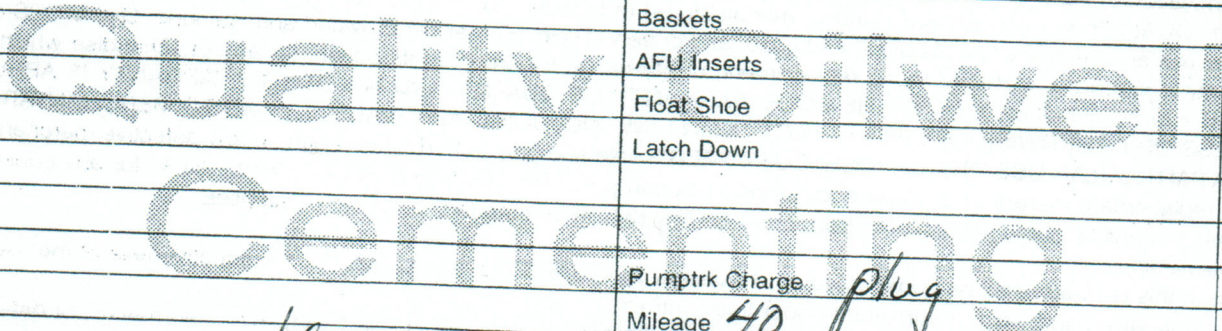 Baskets
Quality Oilwell
AFU Inserts
Float Shoe
Latch Down
Cementing
Pumptrk Charge plug
Mileage 40